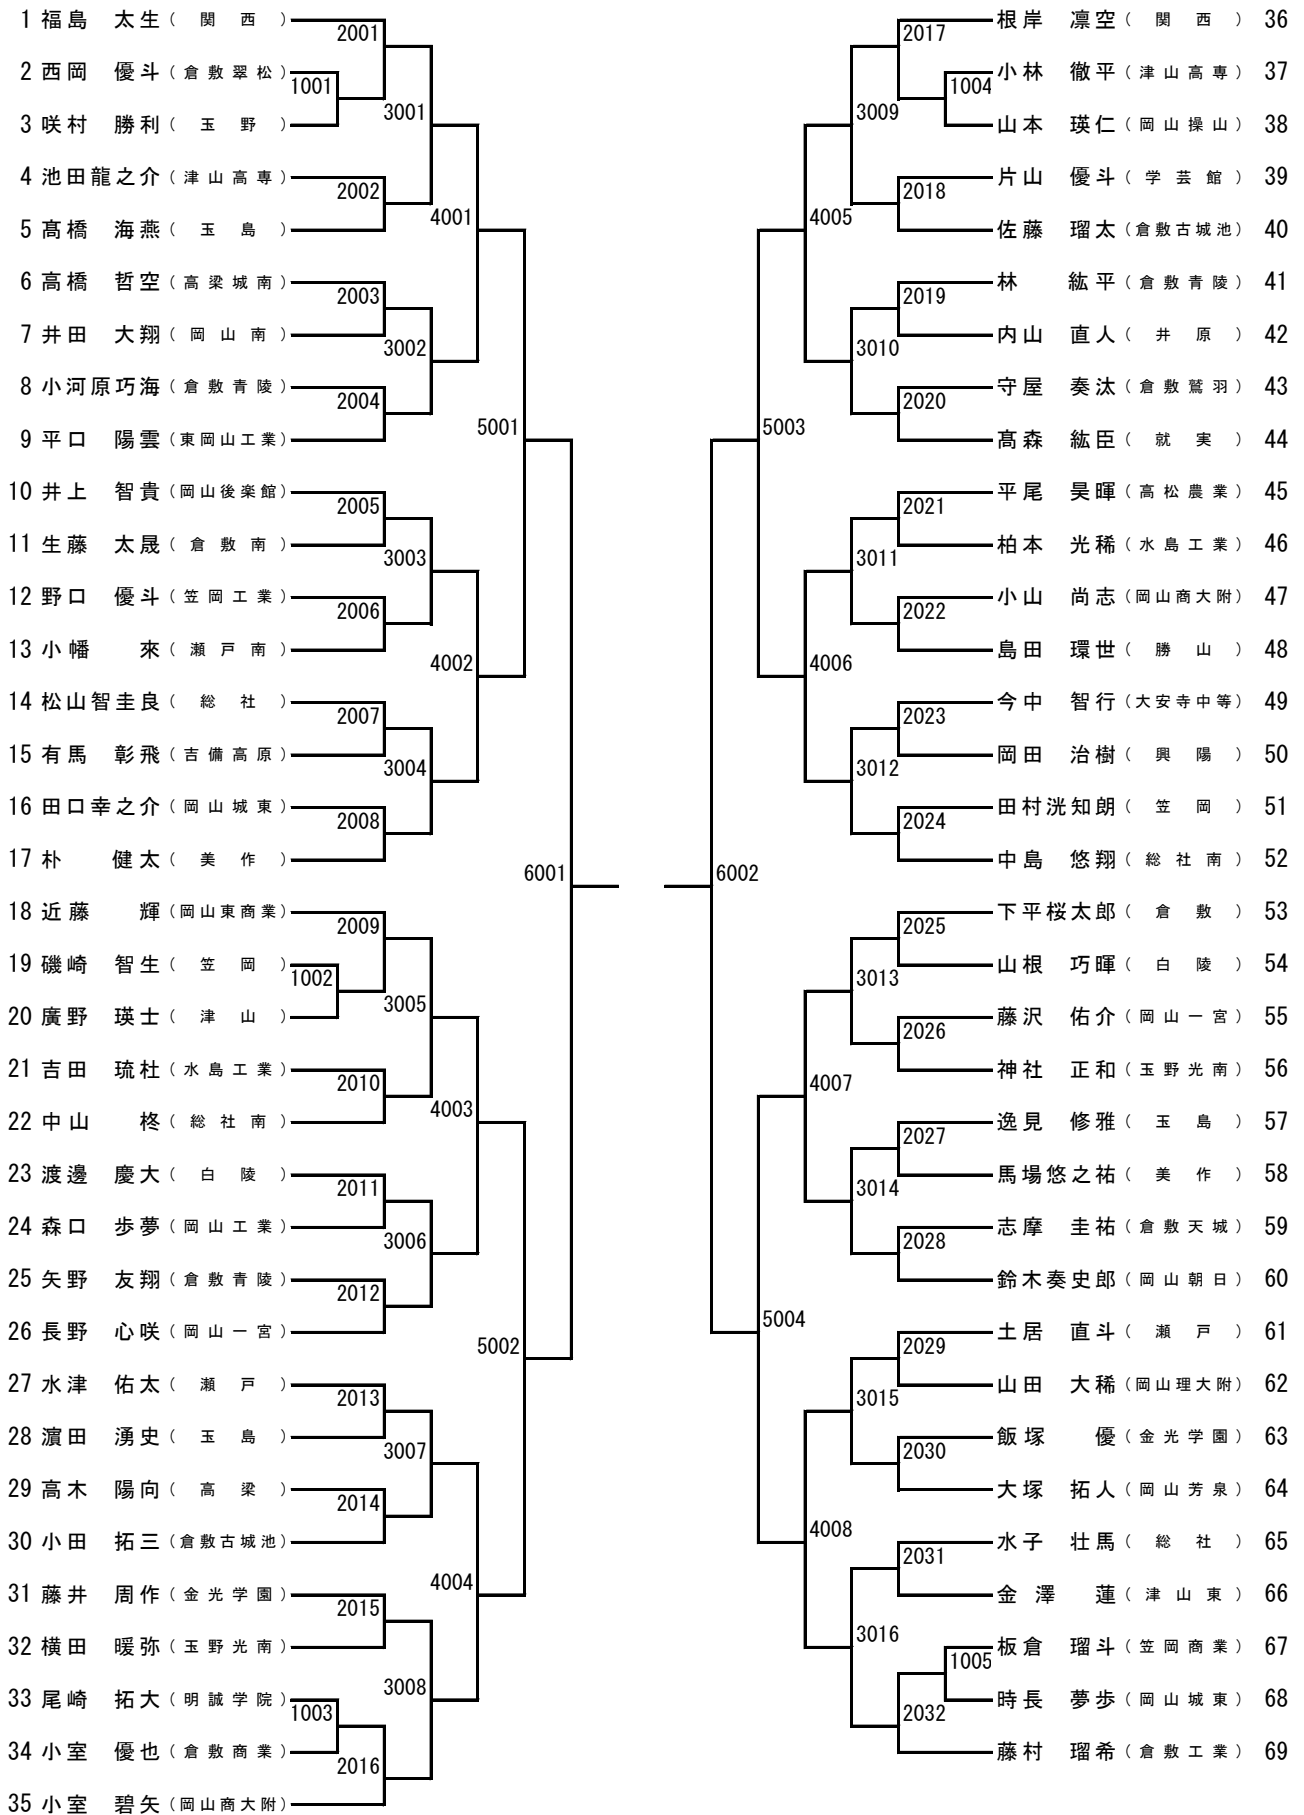 1 福島 太生 (関西)
2001
2 西岡 優斗 (倉敷翠松)
1001
3 咲村 勝利 (玉野)
3001
4 池田龍之介 (津山高専)
2002
4001
5 髙橋 海燕 (玉島)
6 高橋 哲空 (高梁城南)
2003
7 井田 大翔 (岡山南)
3002
8 小河原巧海 (倉敷青陵)
2004
5001
9 平口 陽雲 (東岡山工業)
10 井上 智貴 (岡山後楽館)
2005
11 生藤 太晟 (倉敷南)
3003
12 野口 優斗 (笠岡工業)
2006
13 小幡 來 (瀬戸南)
4002
14 松山智圭良 (総社)
2007
15 有馬 彰飛 (吉備高原)
3004
16 田口幸之介 (岡山城東)
2008
17 朴 健太 (美作)
6001
18 近藤 輝 (岡山東商業)
2009
19 磯崎 智生 (笠岡)
1002
3005
20 廣野 瑛士 (津山)
21 吉田 琉杜 (水島工業)
2010
4003
22 中山 柊 (総社南)
23 渡邊 慶大 (白陵)
2011
24 森口 歩夢 (岡山工業)
3006
25 矢野 友翔 (倉敷青陵)
2012
26 長野 心咲 (岡山一宮)
5002
27 水津 佑太 (瀬戸)
2013
28 濵田 湧史 (玉島)
3007
29 高木 陽向 (高梁)
2014
30 小田 拓三 (倉敷古城池)
4004
31 藤井 周作 (金光学園)
2015
32 横田 暖弥 (玉野光南)
3008
33 尾崎 拓大 (明誠学院)
1003
34 小室 優也 (倉敷商業)
2016
35 小室 碧矢 (岡山商大附)
根岸 凛空 (関西) 36
2017
小林 徹平 (津山高専) 37
1004
3009
山本 瑛仁 (岡山操山) 38
片山 優斗 (学芸館) 39
2018
4005
佐藤 瑠太 (倉敷古城池) 40
林 紘平 (倉敷青陵) 41
2019
内山 直人 (井原) 42
3010
守屋 奏汰 (倉敷鷲羽) 43
2020
5003
髙森 紘臣 (就実) 44
平尾 昊暉 (高松農業) 45
2021
柏本 光稀 (水島工業) 46
3011
小山 尚志 (岡山商大附) 47
2022
島田 環世 (勝山) 48
4006
今中 智行 (大安寺中等) 49
2023
岡田 治樹 (興陽) 50
3012
田村洸知朗 (笠岡) 51
2024
中島 悠翔 (総社南) 52
6002
下平桜太郎 (倉敷) 53
2025
山根 巧暉 (白陵) 54
3013
藤沢 佑介 (岡山一宮) 55
2026
神社 正和 (玉野光南) 56
4007
逸見 修雅 (玉島) 57
2027
馬場悠之祐 (美作) 58
3014
志摩 圭祐 (倉敷天城) 59
2028
鈴木奏史郎 (岡山朝日) 60
5004
土居 直斗 (瀬戸) 61
2029
山田 大稀 (岡山理大附) 62
3015
飯塚 優 (金光学園) 63
2030
大塚 拓人 (岡山芳泉) 64
4008
水子 壮馬 (総社) 65
2031
金澤 蓮 (津山東) 66
3016
板倉 瑠斗 (笠岡商業) 67
1005
時長 夢歩 (岡山城東) 68
2032
藤村 瑠希 (倉敷工業) 69